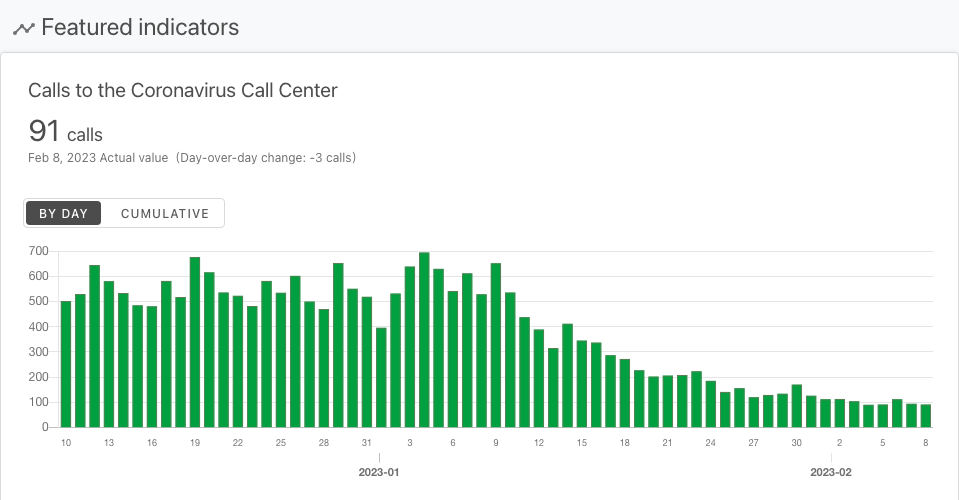 Featured indicators
Calls to the Coronavirus Call Center
91 calls
Feb 8, 2023 Actual value (Day-over-day change: -3 calls)
BY DAY CUMULATIVE
700
600
500
400
300
200
100
0
10 13 16 19 22 25 28 31 3 6 9 12 15 18 21 24 27 30 2 5 8
2023-01 2023-02